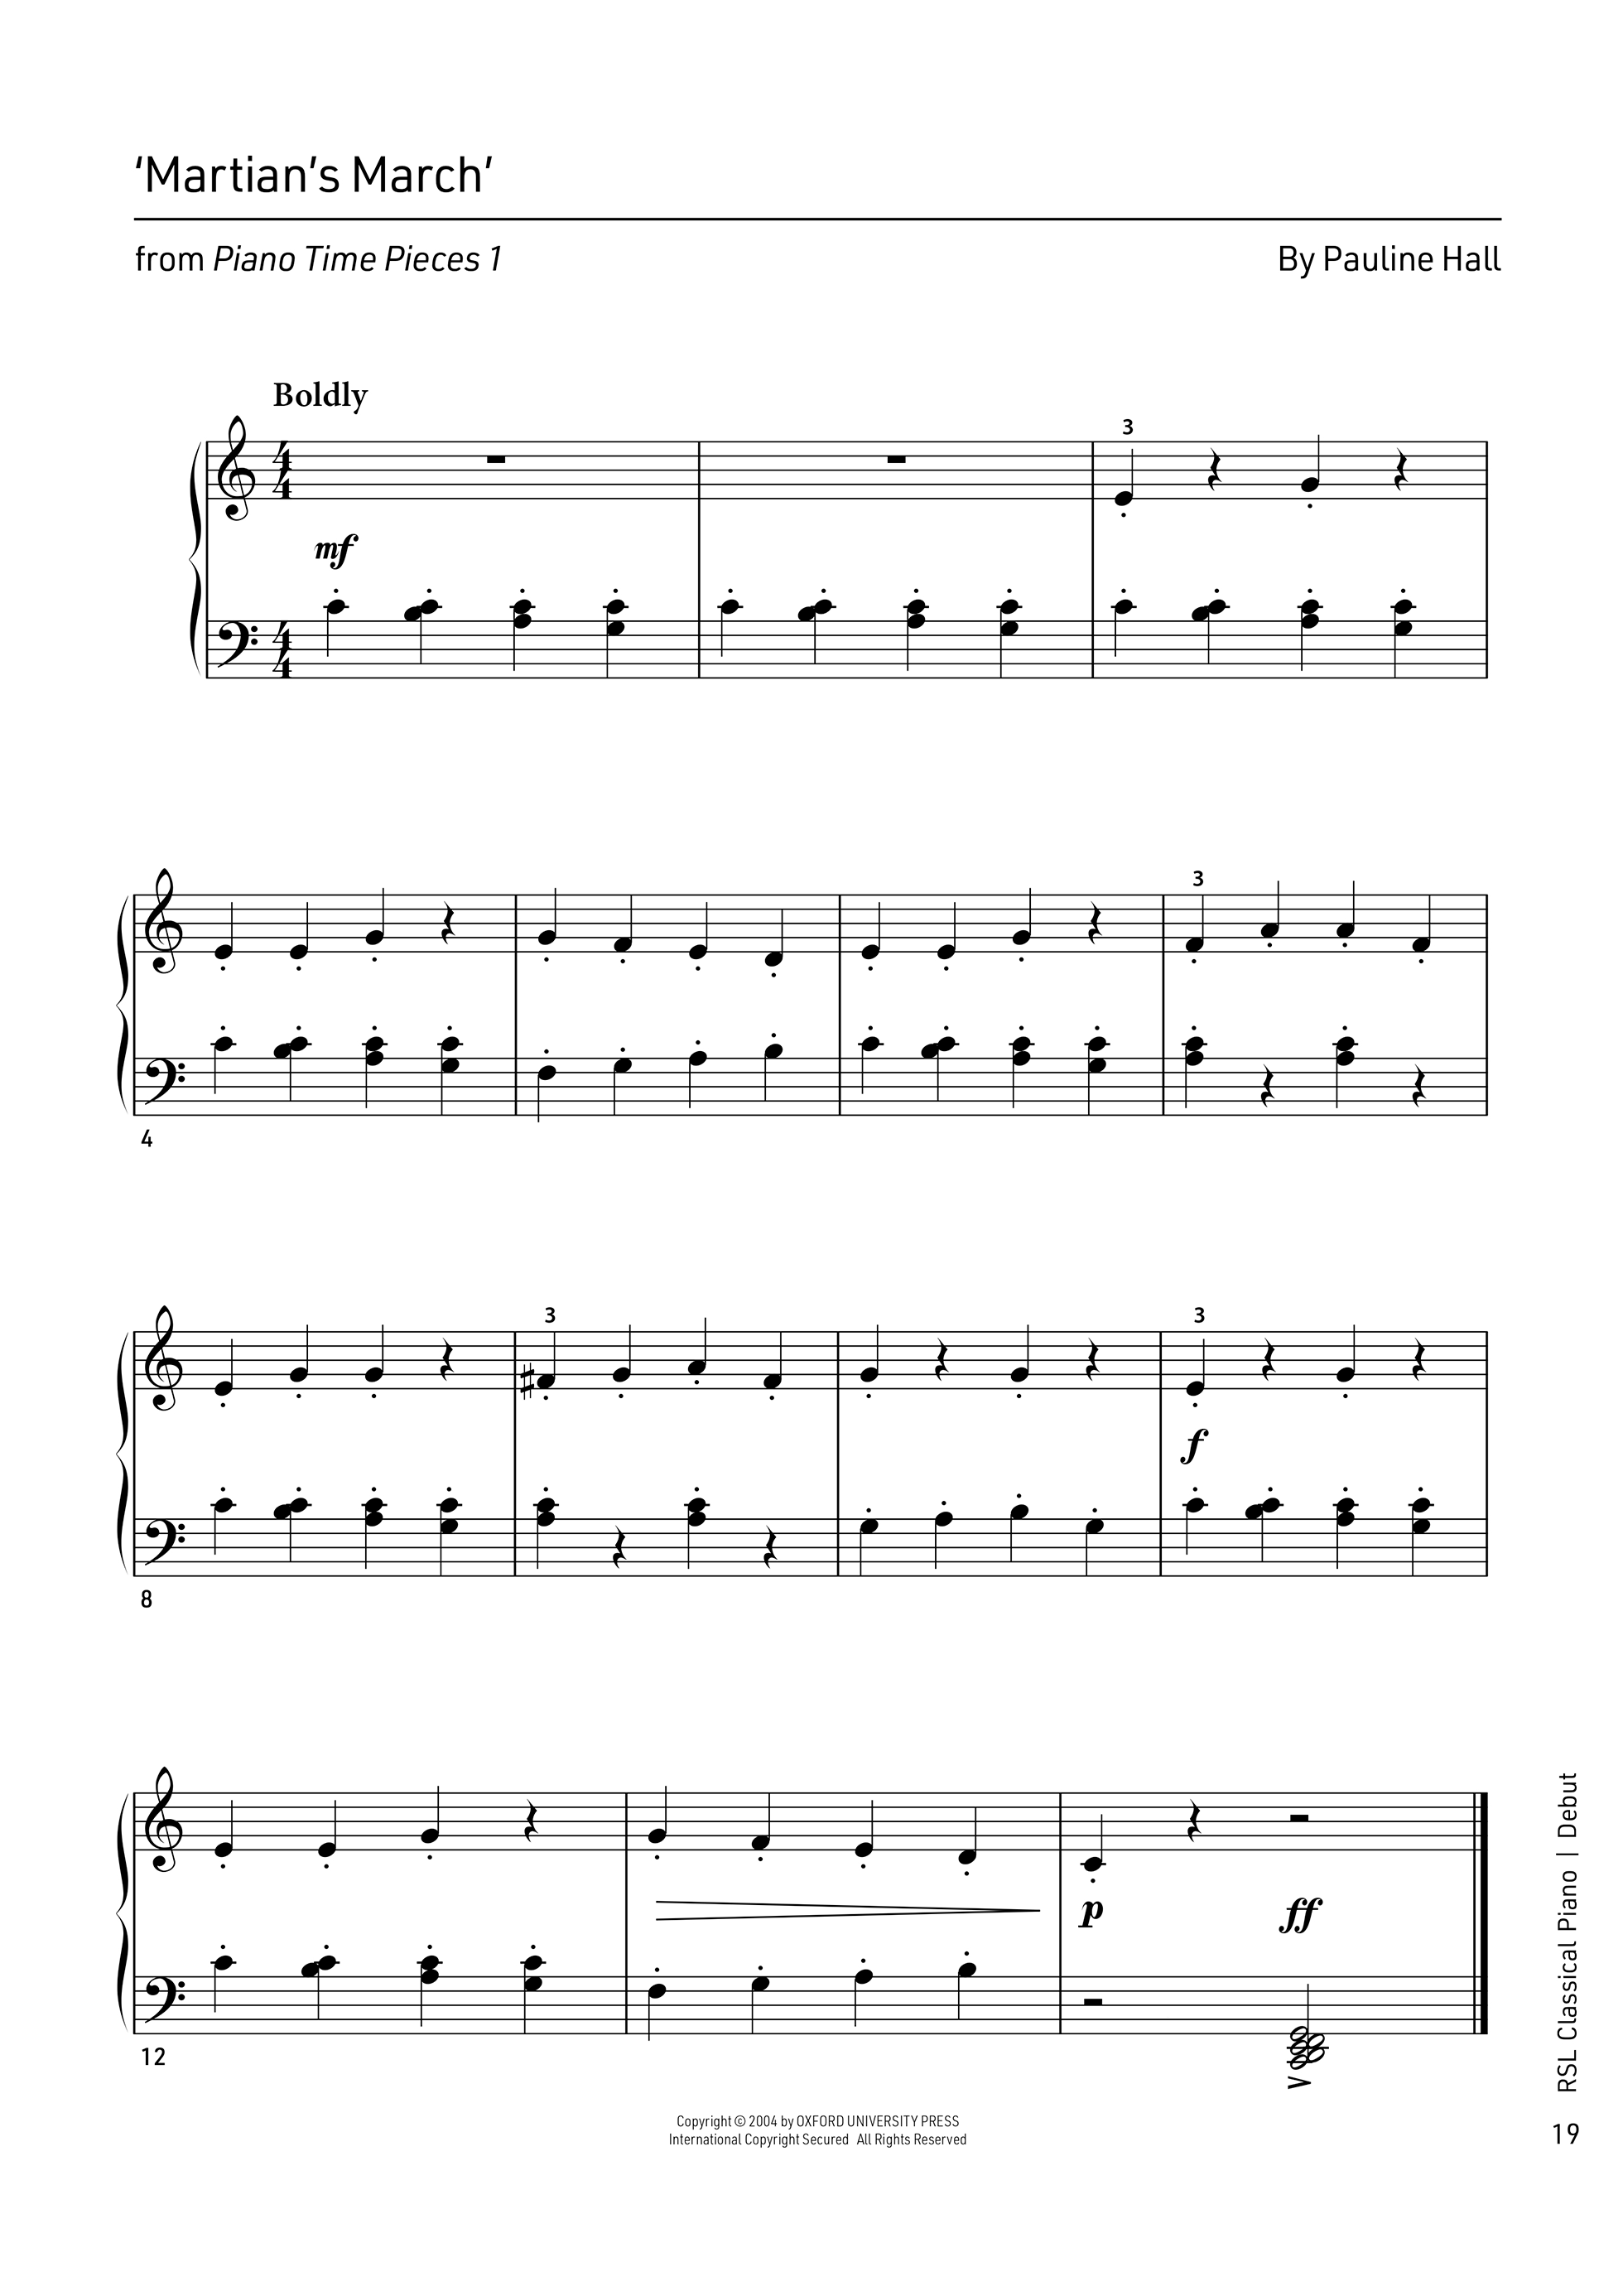 ‘Martian’s March’
from Piano Time Pieces 1
By Pauline Hall
Boldly
4
4
3
mf
4
4
3
4
3
3
f
8
p
ff
12
Copyright © 2004 by OXFORD UNIVERSITY PRESS
International Copyright Secured All Rights Reserved
RSL Classical Piano | Debut
19